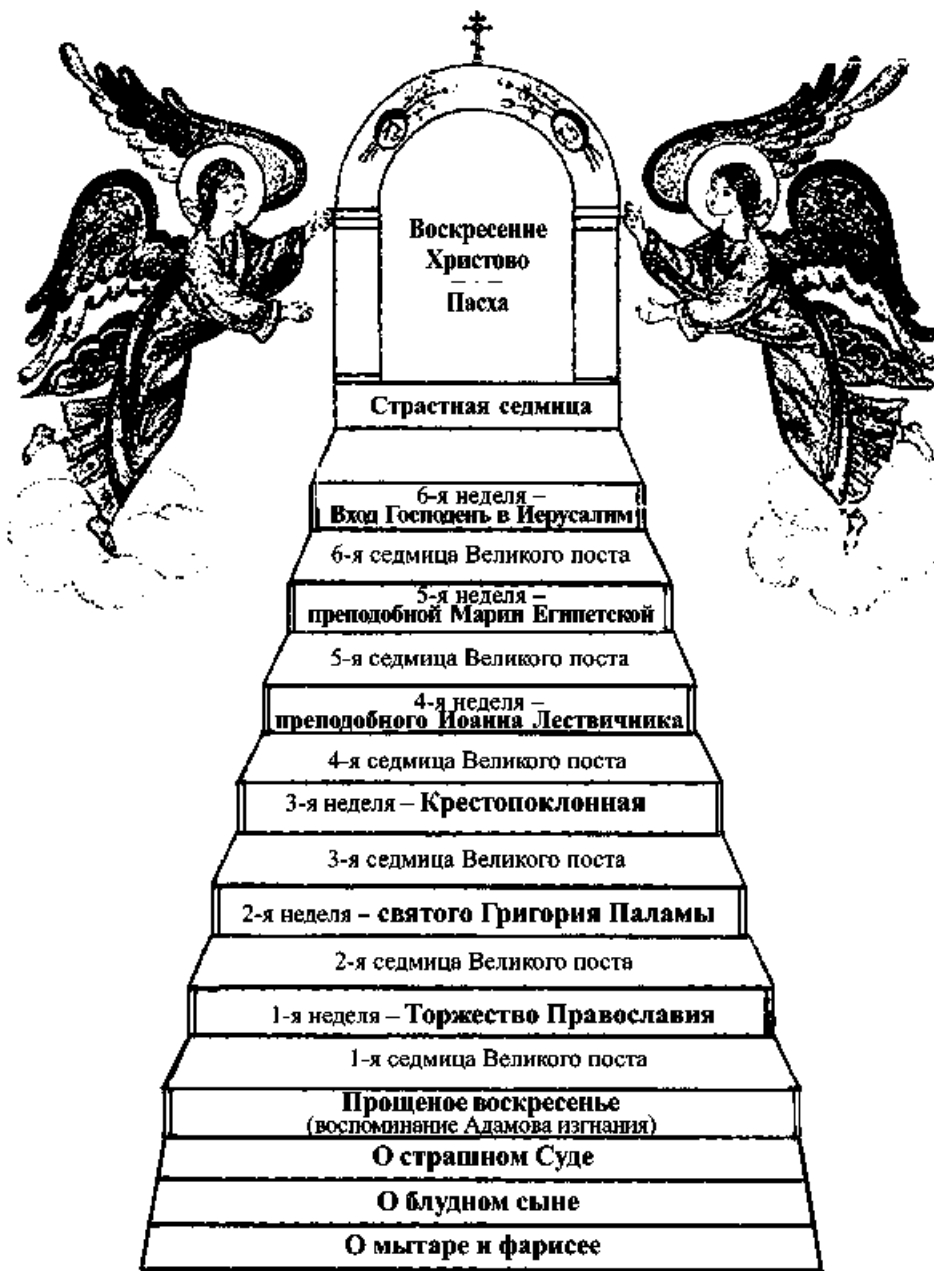 Воскресение
Христово
Пасха
Страстная седмица
6-я неделя –
Вход Господень в Иерусалим
6-я седмица Великого поста
5-я неделя –
преподобной Марии Египетской
5-я седмица Великого поста
4-я неделя –
преподобного Иоанна Лествичника
4-я седмица Великого поста
3-я неделя – Крестопоклонная
3-я седмица Великого поста
2-я неделя – святого Григория Паламы
2-я седмица Великого поста
1-я неделя – Торжество Православия
1-я седмица Великого поста
Прощеное воскресенье
(воспоминание Адамова изгнания)
О страшном Суде
О блудном сыне
О мытаре и фарисее